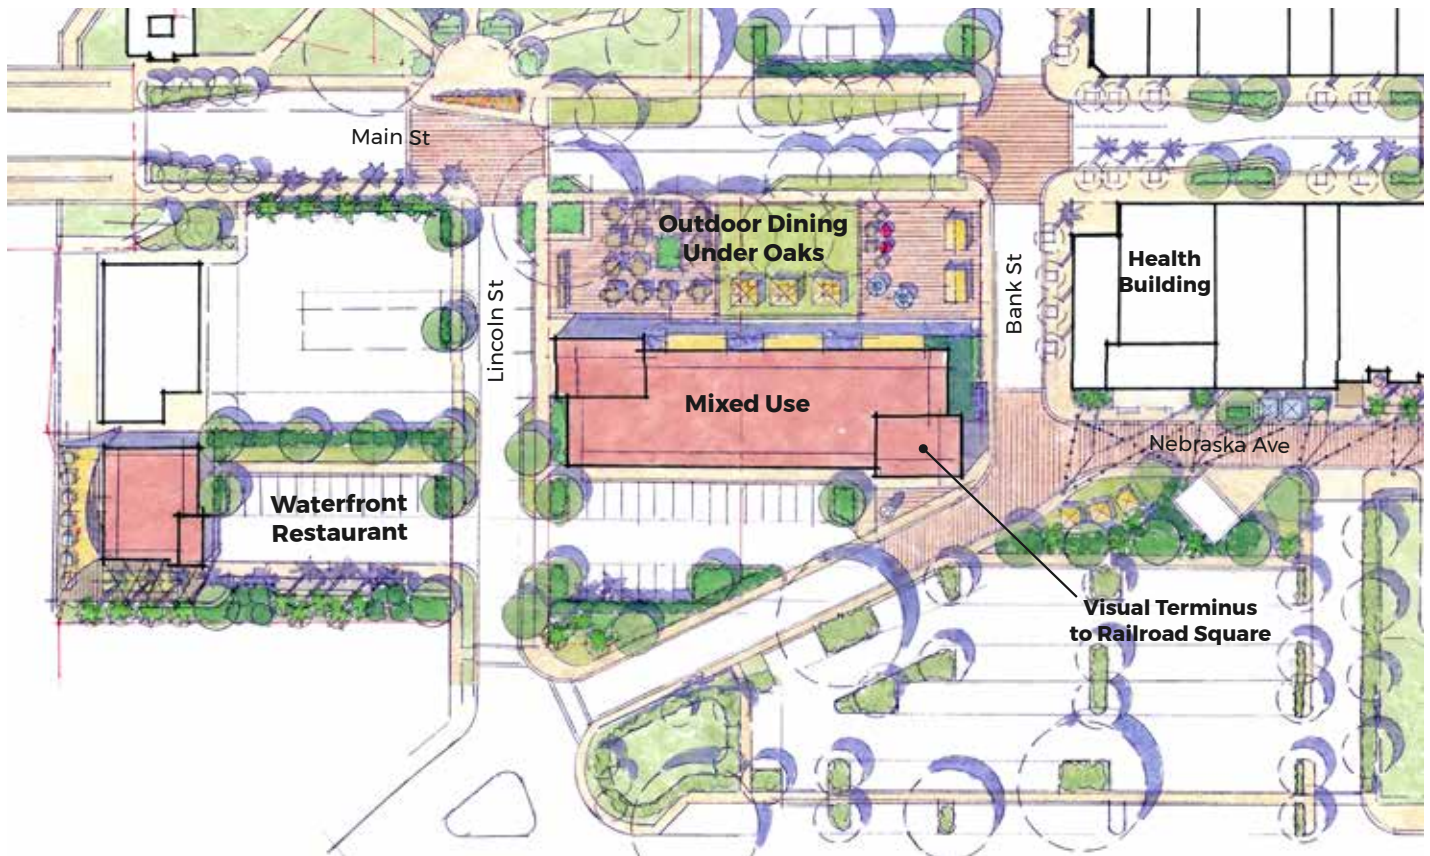 Main St
Outdoor Dining
Under Oaks
Health
Building
Lincoln St
Bank St
Mixed Use
Nebraska Ave
Waterfront
Restaurant
Visual Terminus
to Railroad Square